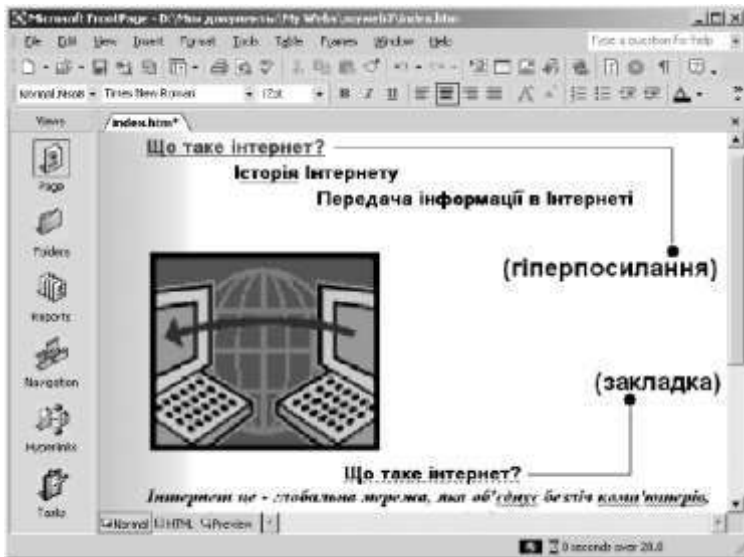 Microsoft FrontPage - D:\Мои документы\My Webs\myweb3\index.htm
File Edit View Insert Format Tools Table Frames Window Help Type a question for help
Times New Roman 12pt
Views index.htm*
Що таке інтернет?
Історія Інтернету
Page
Передача інформації в Інтернеті
Folders
(гіперпосилання)
Reports
Navigation
(закладка)
Hyperlinks
Що таке інтернет?
Інтернет це - глобальна мережа, яка об'єднує безліч комп'ютерів,
Tasks
Normal HTML Preview
0 seconds over 28.8